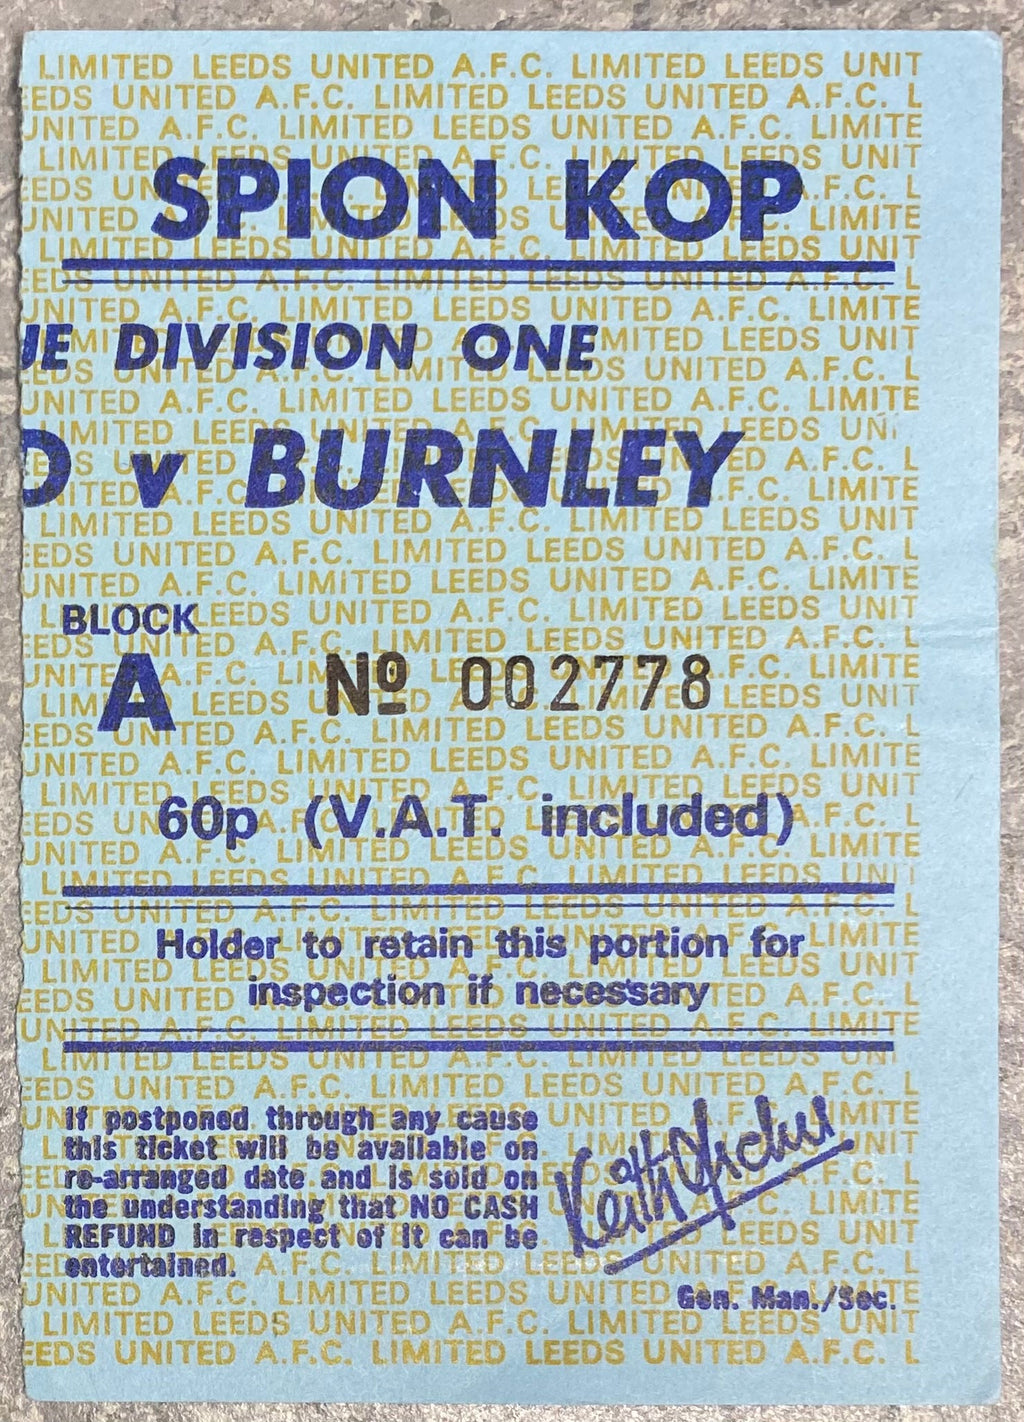 SPION KOP
UE DIVISION ONE
D v BURNLEY
BLOCK
A Nº 002778
60p (V.A.T. included)
Holder to retain this portion for
inspection if necessary
If postponed through any cause
this ticket will be available on
re-arranged date and is sold on
the understanding that NO CASH
REFUND in respect of it can be
entertained.
Keith Archer
Gen. Man./Sec.